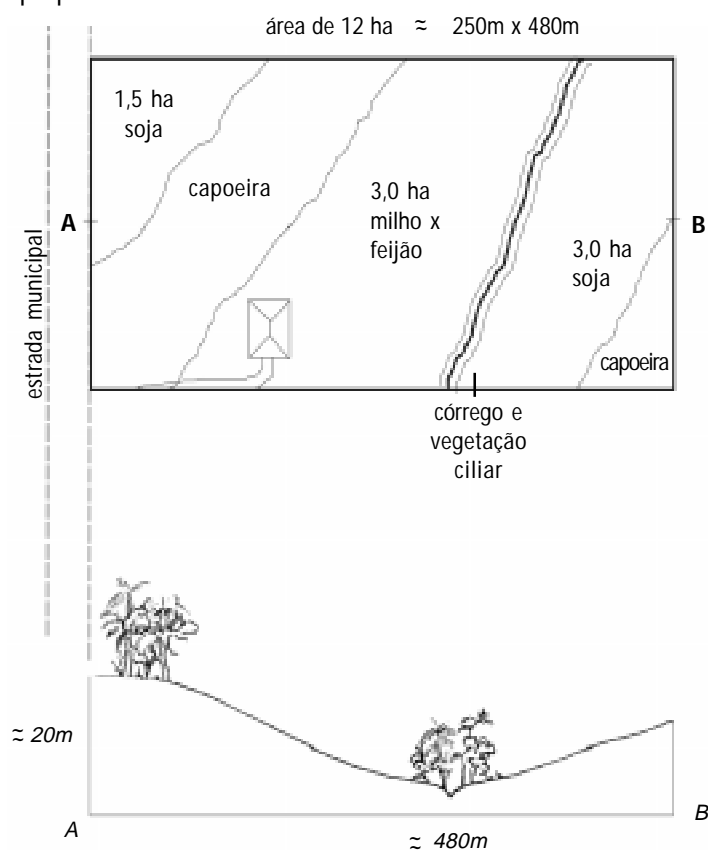 área de 12 ha ≈ 250m x 480m
1,5 ha
soja
capoeira
3,0 ha
milho x
feijão
A
B
3,0 ha
soja
capoeira
estrada municipal
córrego e
vegetação
ciliar
≈ 20m
A
B
≈ 480m